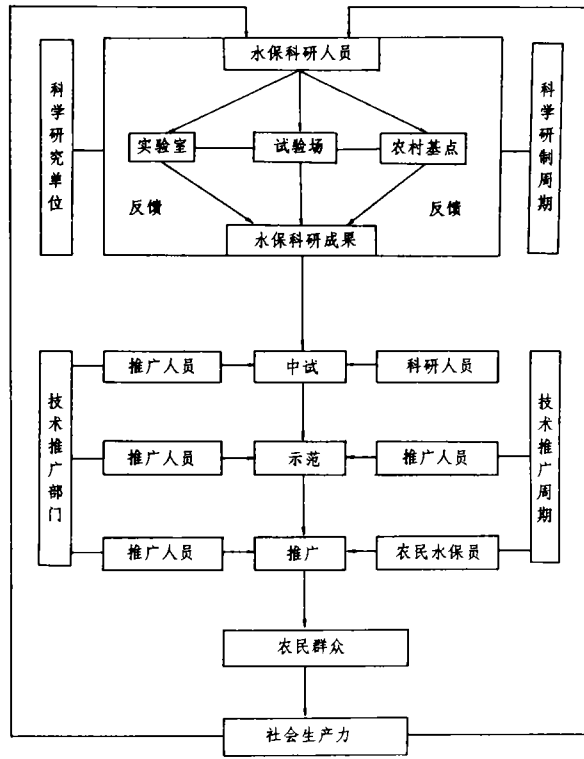 水保科研人员
科学研究单位
科学研制周期
实验室
试验场
农村基点
反馈
反馈
水保科研成果
推广人员
中试
科研人员
技术推广部门
技术推广周期
推广人员
示范
推广人员
推广人员
推广
农民水保员
农民群众
社会生产力